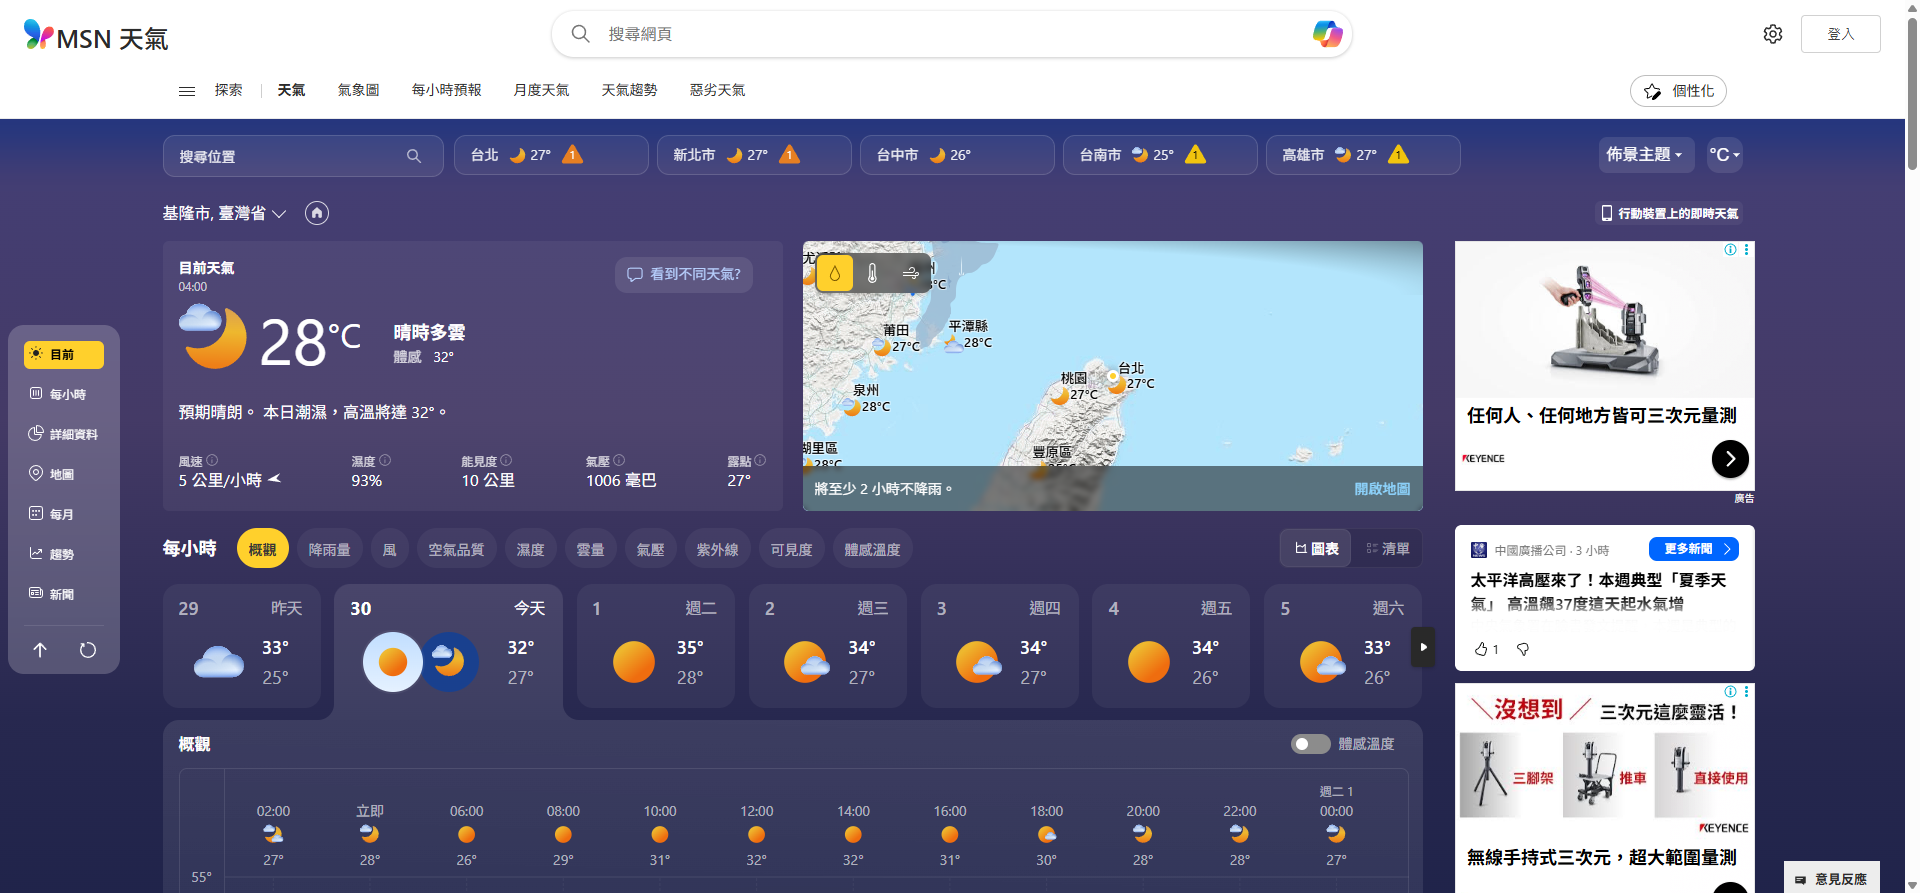 MSN 天氣
搜尋網頁
登入
探索
天氣
氣象圖
每小時預報
月度天氣
天氣趨勢
惡劣天氣
個性化
搜尋位置
台北 27° 1
新北市 27° 1
台中市 26°
台南市 25° 1
高雄市 27° 1
佈景主題
°C
基隆市, 臺灣省
行動裝置上的即時天氣
目前
每小時
詳細資料
地圖
每月
趨勢
新聞
目前天氣
04:00
看到不同天氣?
28°C
晴時多雲
體感 32°
預期晴朗。 本日潮濕，高溫將達 32°。
風速
5 公里/小時
濕度
93%
能見度
10 公里
氣壓
1006 毫巴
露點
27°
莆田
27°C
平潭縣
28°C
泉州
28°C
桃園
27°C
台北
27°C
湖里區
28°C
豐原區
將至少 2 小時不降雨。
開啟地圖
任何人、任何地方皆可三次元量測
KEYENCE
廣告
每小時
概觀
降雨量
風
空氣品質
濕度
雲量
氣壓
紫外線
可見度
體感溫度
圖表
清單
29 昨天
33°
25°
30 今天
32°
27°
1 週二
35°
28°
2 週三
34°
27°
3 週四
34°
27°
4 週五
34°
26°
5 週六
33°
26°
中國廣播公司 · 3 小時
更多新聞
太平洋高壓來了！本週典型「夏季天
氣」 高溫飆37度這天起水氣增
1
概觀
體感溫度
02:00
27°
立即
28°
06:00
26°
08:00
29°
10:00
31°
12:00
32°
14:00
32°
16:00
31°
18:00
30°
20:00
28°
22:00
28°
週二 1
00:00
27°
55°
沒想到
三次元這麼靈活！
三腳架
推車
直接使用
KEYENCE
無線手持式三次元，超大範圍量測
意見反應